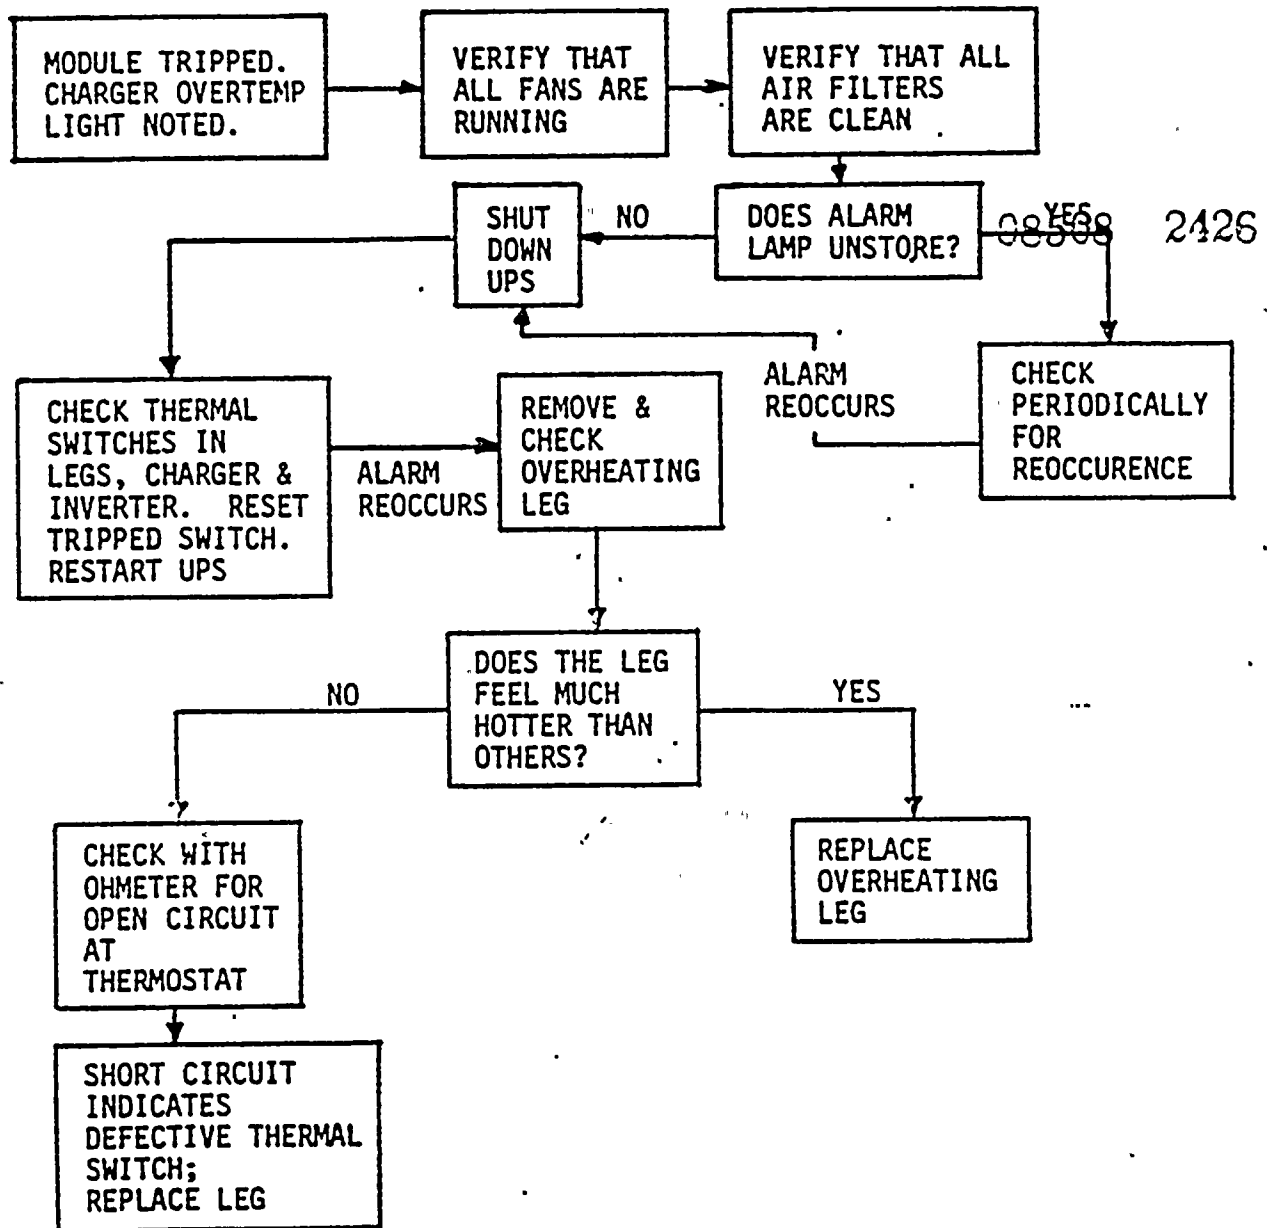 MODULE TRIPPED.
CHARGER OVERTEMP
LIGHT NOTED.
VERIFY THAT
ALL FANS ARE
RUNNING
VERIFY THAT ALL
AIR FILTERS
ARE CLEAN
DOES ALARM
LAMP UNSTORE?
YES
08508 2426
NO
SHUT
DOWN
UPS
CHECK
PERIODICALLY
FOR
REOCCURENCE
ALARM
REOCCURS
CHECK THERMAL
SWITCHES IN
LEGS, CHARGER &
INVERTER. RESET
TRIPPED SWITCH.
RESTART UPS
ALARM
REOCCURS
REMOVE &
CHECK
OVERHEATING
LEG
DOES THE LEG
FEEL MUCH
HOTTER THAN
OTHERS?
NO
YES
CHECK WITH
OHMETER FOR
OPEN CIRCUIT
AT
THERMOSTAT
REPLACE
OVERHEATING
LEG
SHORT CIRCUIT
INDICATES
DEFECTIVE THERMAL
SWITCH;
REPLACE LEG